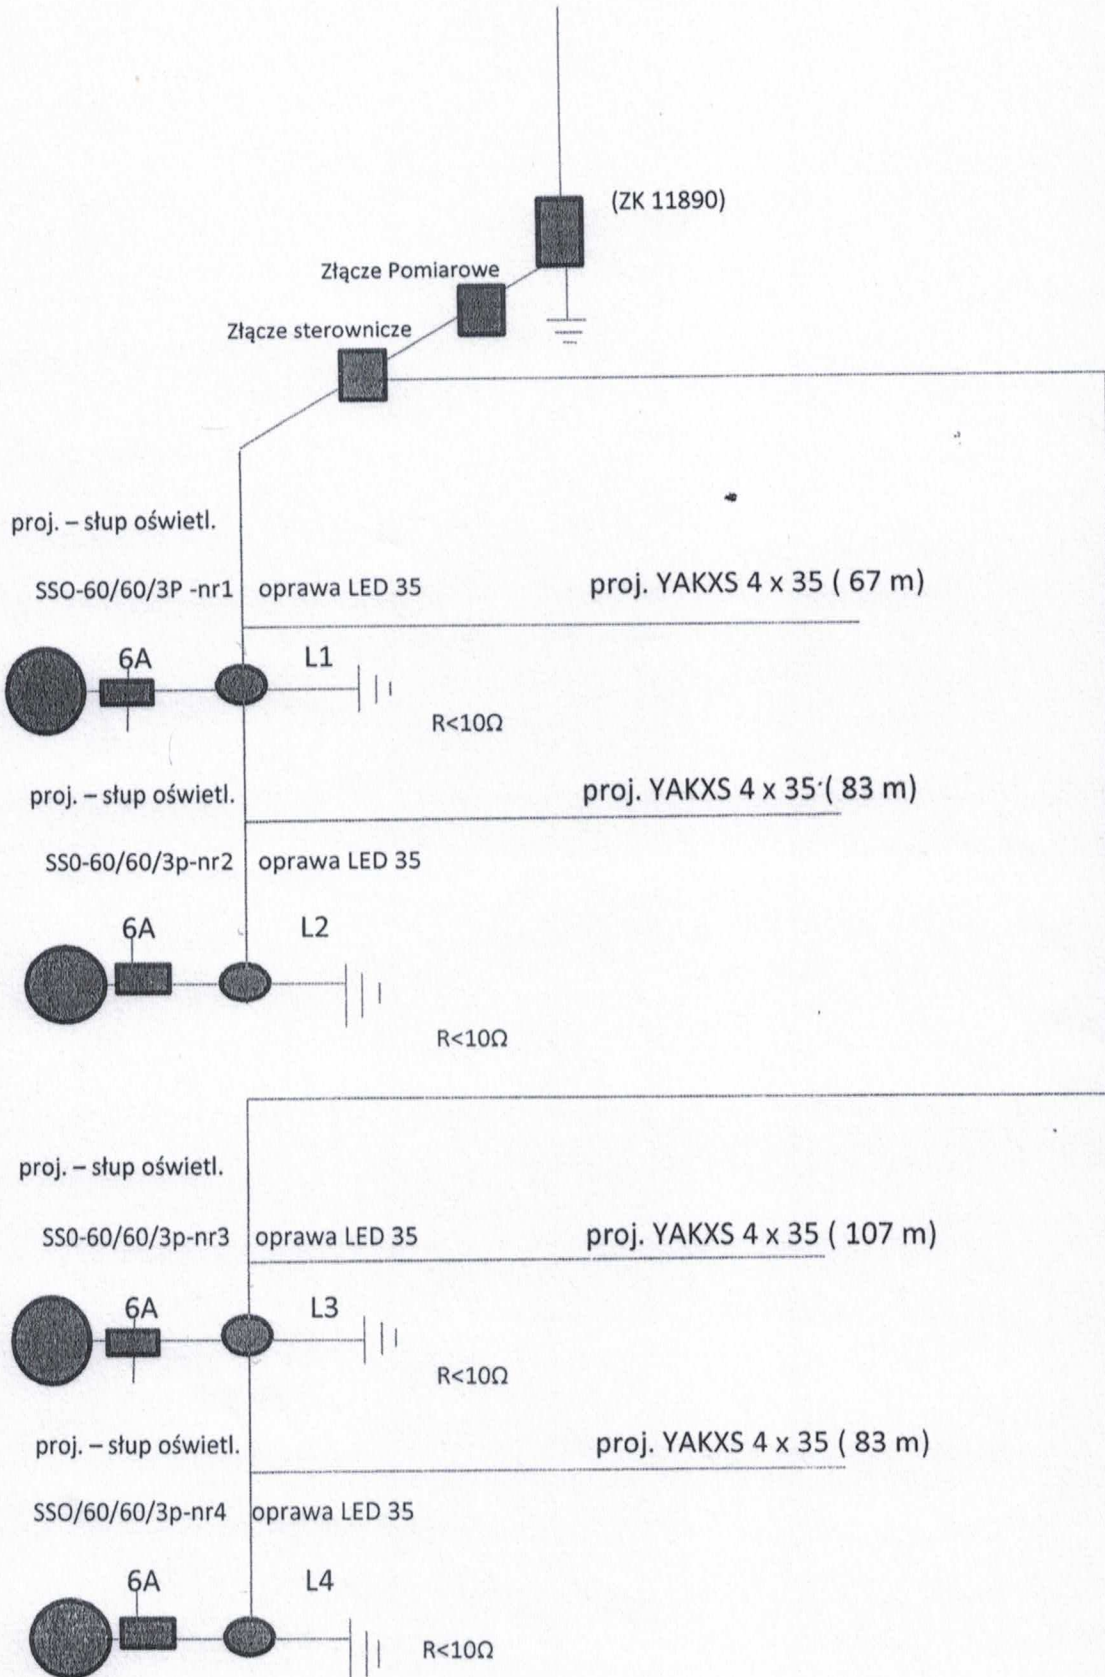 (ZK 11890)
Złącze Pomiarowe
Złącze sterownicze
proj. – słup oświetl.
SSO-60/60/3P -nr1 oprawa LED 35 proj. YAKXS 4 x 35 ( 67 m)
6A L1
R<10Ω
proj. – słup oświetl. proj. YAKXS 4 x 35 ( 83 m)
SS0-60/60/3p-nr2 oprawa LED 35
6A L2
R<10Ω
proj. – słup oświetl.
SS0-60/60/3p-nr3 oprawa LED 35 proj. YAKXS 4 x 35 ( 107 m)
6A L3
R<10Ω
proj. – słup oświetl. proj. YAKXS 4 x 35 ( 83 m)
SSO/60/60/3p-nr4 oprawa LED 35
6A L4
R<10Ω